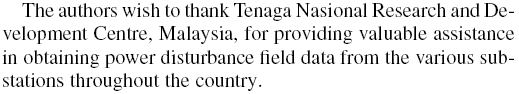 The authors wish to thank Tenaga Nasional Research and De-
velopment Centre, Malaysia, for providing valuable assistance
in obtaining power disturbance field data from the various sub-
stations throughout the country.